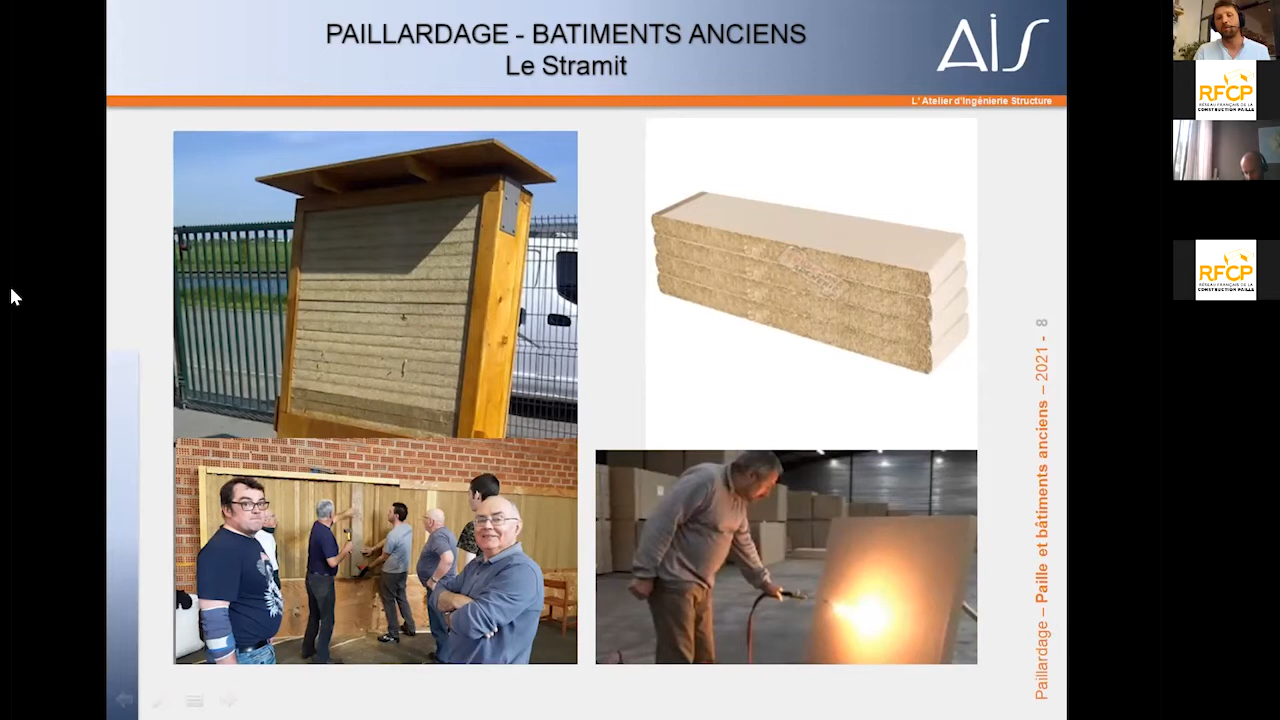 PAILLARDAGE - BATIMENTS ANCIENS
Le Stramit
AiS
L' Atelier d'Ingénierie Structure
Paillardage – Paille et bâtiments anciens – 2021 - 8
RFCP
RÉSEAU FRANÇAIS DE LA
CONSTRUCTION PAILLE
RFCP
RÉSEAU FRANÇAIS DE LA
CONSTRUCTION PAILLE